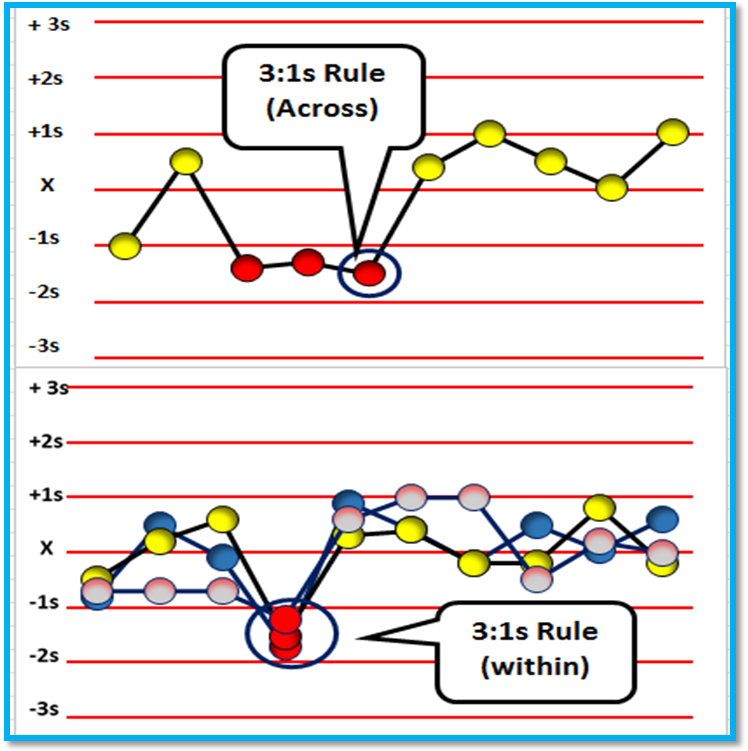 + 3s
3:1s Rule
(Across)
+2s
+1s
X
-1s
-2s
-3s
+ 3s
+2s
+1s
X
-1s
3:1s Rule
(within)
-2s
-3s